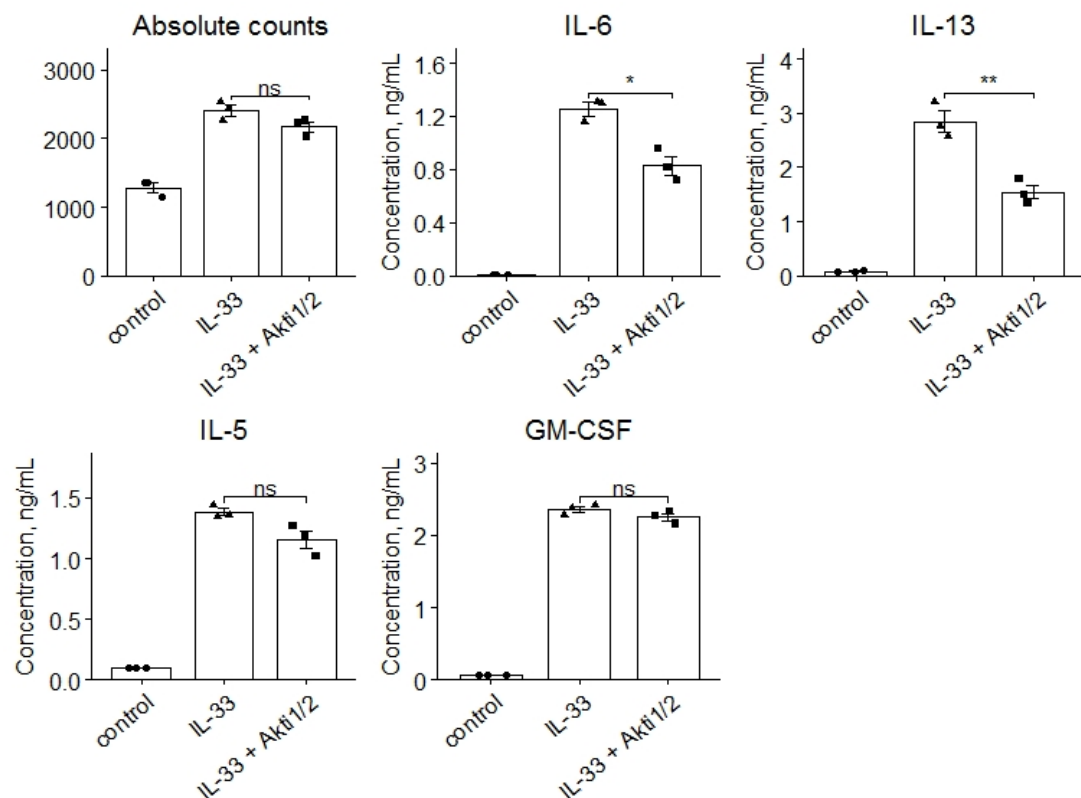 Absolute counts
3000
2000
1000
0
ns
control
IL-33
IL-33 + Akti1/2
IL-6
Concentration, ng/mL
1.6
1.2
0.8
0.4
0.0
*
control
IL-33
IL-33 + Akti1/2
IL-13
Concentration, ng/mL
4
3
2
1
0
**
control
IL-33
IL-33 + Akti1/2
IL-5
Concentration, ng/mL
1.5
1.0
0.5
0.0
ns
control
IL-33
IL-33 + Akti1/2
GM-CSF
Concentration, ng/mL
3
2
1
0
ns
control
IL-33
IL-33 + Akti1/2